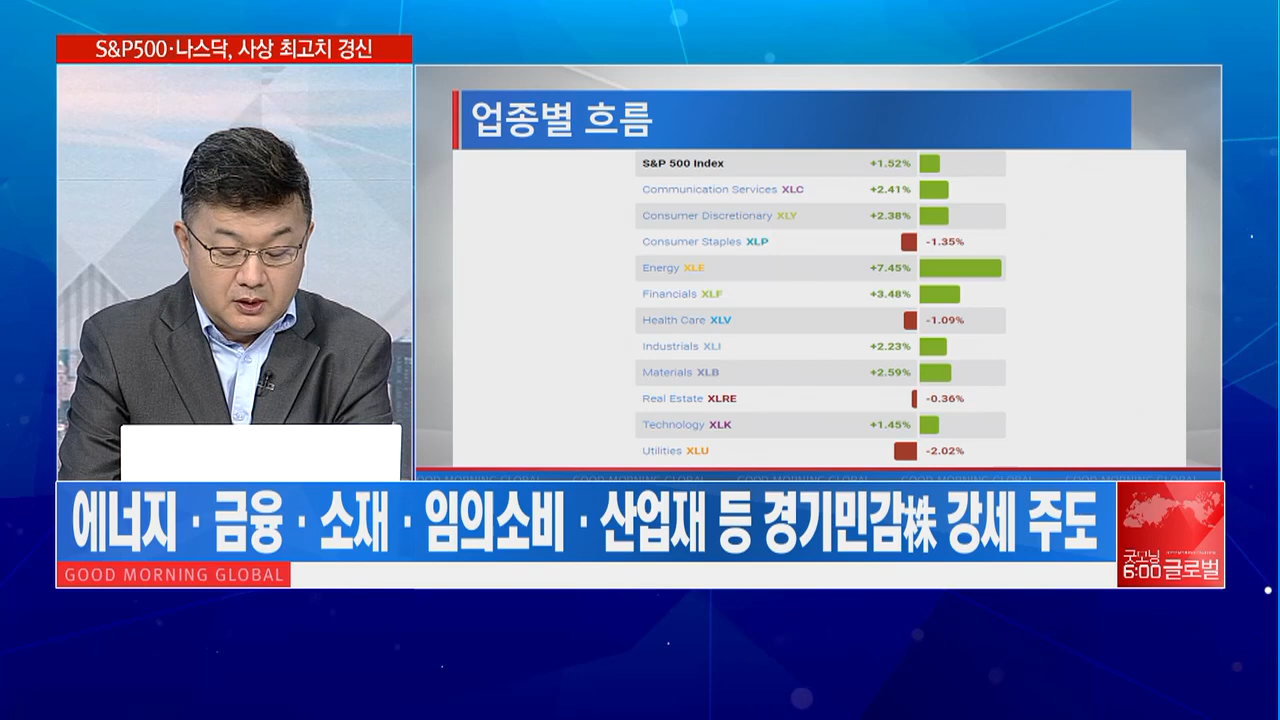 S&P500·나스닥, 사상 최고치 경신
업종별 흐름
S&P 500 Index +1.52%
Communication Services XLC +2.41%
Consumer Discretionary XLY +2.38%
Consumer Staples XLP -1.35%
Energy XLE +7.45%
Financials XLF +3.48%
Health Care XLV -1.09%
Industrials XLI +2.23%
Materials XLB +2.59%
Real Estate XLRE -0.36%
Technology XLK +1.45%
Utilities XLU -2.02%
에너지·금융·소재·임의소비·산업재 등 경기민감株 강세 주도
GOOD MORNING GLOBAL
굿모닝
6:00 글로벌